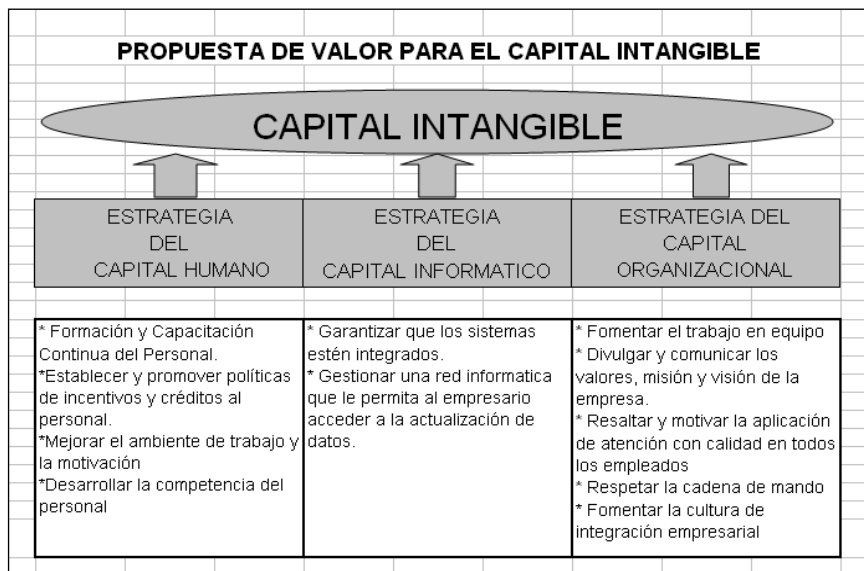 PROPUESTA DE VALOR PARA EL CAPITAL INTANGIBLE
CAPITAL INTANGIBLE
ESTRATEGIA
DEL
CAPITAL HUMANO
ESTRATEGIA
DEL
CAPITAL INFORMATICO
ESTRATEGIA DEL
CAPITAL
ORGANIZACIONAL
* Formación y Capacitación
Continua del Personal.
*Establecer y promover políticas
de incentivos y créditos al
personal.
*Mejorar el ambiente de trabajo y
la motivación
*Desarrollar la competencia del
personal
* Garantizar que los sistemas
estén integrados.
* Gestionar una red informatica
que le permita al empresario
acceder a la actualización de
datos.
* Fomentar el trabajo en equipo
* Divulgar y comunicar los
valores, misión y visión de la
empresa.
* Resaltar y motivar la aplicación
de atención con calidad en todos
los empleados
* Respetar la cadena de mando
* Fomentar la cultura de
integración empresarial